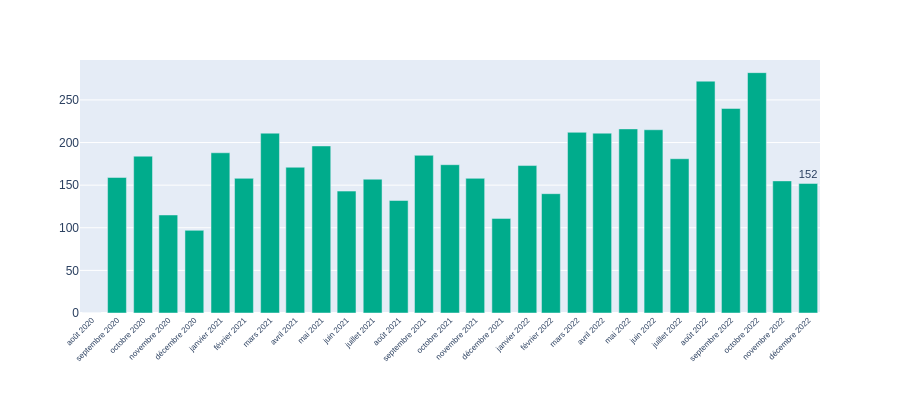 250
200
150
100
50
0
152
août 2020
septembre 2020
octobre 2020
novembre 2020
décembre 2020
janvier 2021
février 2021
mars 2021
avril 2021
mai 2021
juin 2021
juillet 2021
août 2021
septembre 2021
octobre 2021
novembre 2021
décembre 2021
janvier 2022
février 2022
mars 2022
avril 2022
mai 2022
juin 2022
juillet 2022
août 2022
septembre 2022
octobre 2022
novembre 2022
décembre 2022